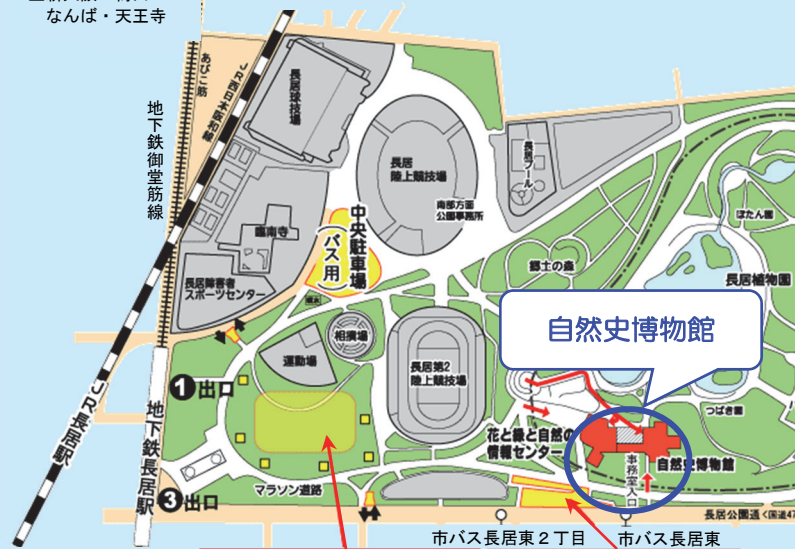 なんば・天王寺
あびこ筋
JR西日本阪和線
地下鉄御堂筋線
長居球技場
長居
陸上競技場
南部方面
公園事務所
長居プール
臨南寺
中央駐車場
(バス用)
長居障害者
スポーツセンター
郷土の森
ぼたん園
長居植物園
自然史博物館
相撲場
運動場
長居第2
陸上競技場
1出口
つばき園
花と緑と自然の
情報センター
事務室入口
自然史博物館
JR長居駅
地下鉄長居駅
3出口
マラソン道路
長居公園通<国道47
市バス長居東2丁目
市バス長居東